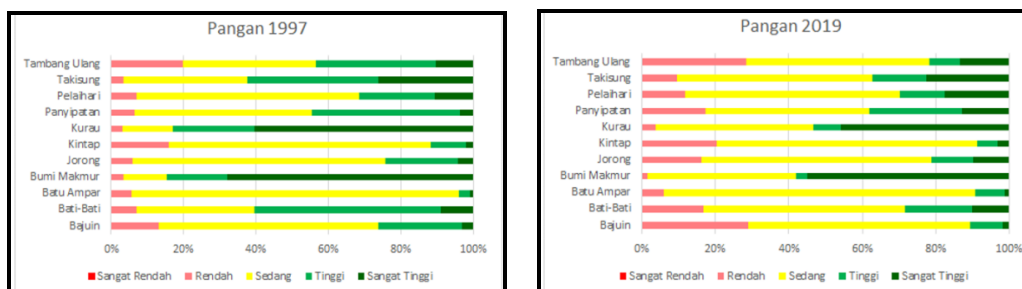 Pangan 1997
Tambang Ulang
Takisung
Pelaihari
Panyipatan
Kurau
Kintap
Jorong
Bumi Makmur
Batu Ampar
Bati-Bati
Bajuin
0% 20% 40% 60% 80% 100%
Sangat Rendah Rendah Sedang Tinggi Sangat Tinggi
Pangan 2019
Tambang Ulang
Takisung
Pelaihari
Panyipatan
Kurau
Kintap
Jorong
Bumi Makmur
Batu Ampar
Bati-Bati
Bajuin
0% 20% 40% 60% 80% 100%
Sangat Rendah Rendah Sedang Tinggi Sangat Tinggi